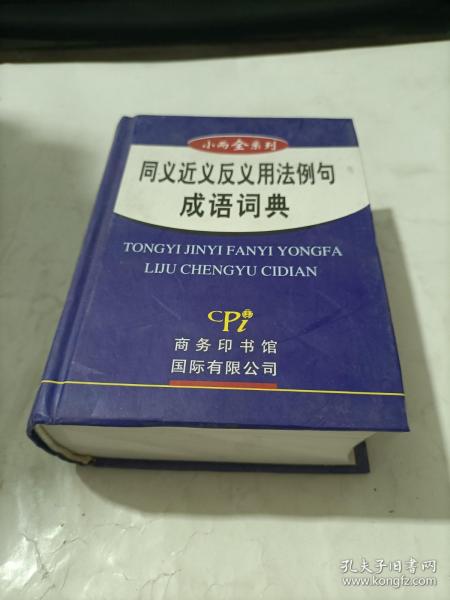 小而全系列
同义近义反义用法例句
成语词典
TONGYI JINYI FANYI YONGFA
LIJU CHENGYU CIDIAN
CPi
商务印书馆
国际有限公司
孔夫子旧书网
www.kongfz.com